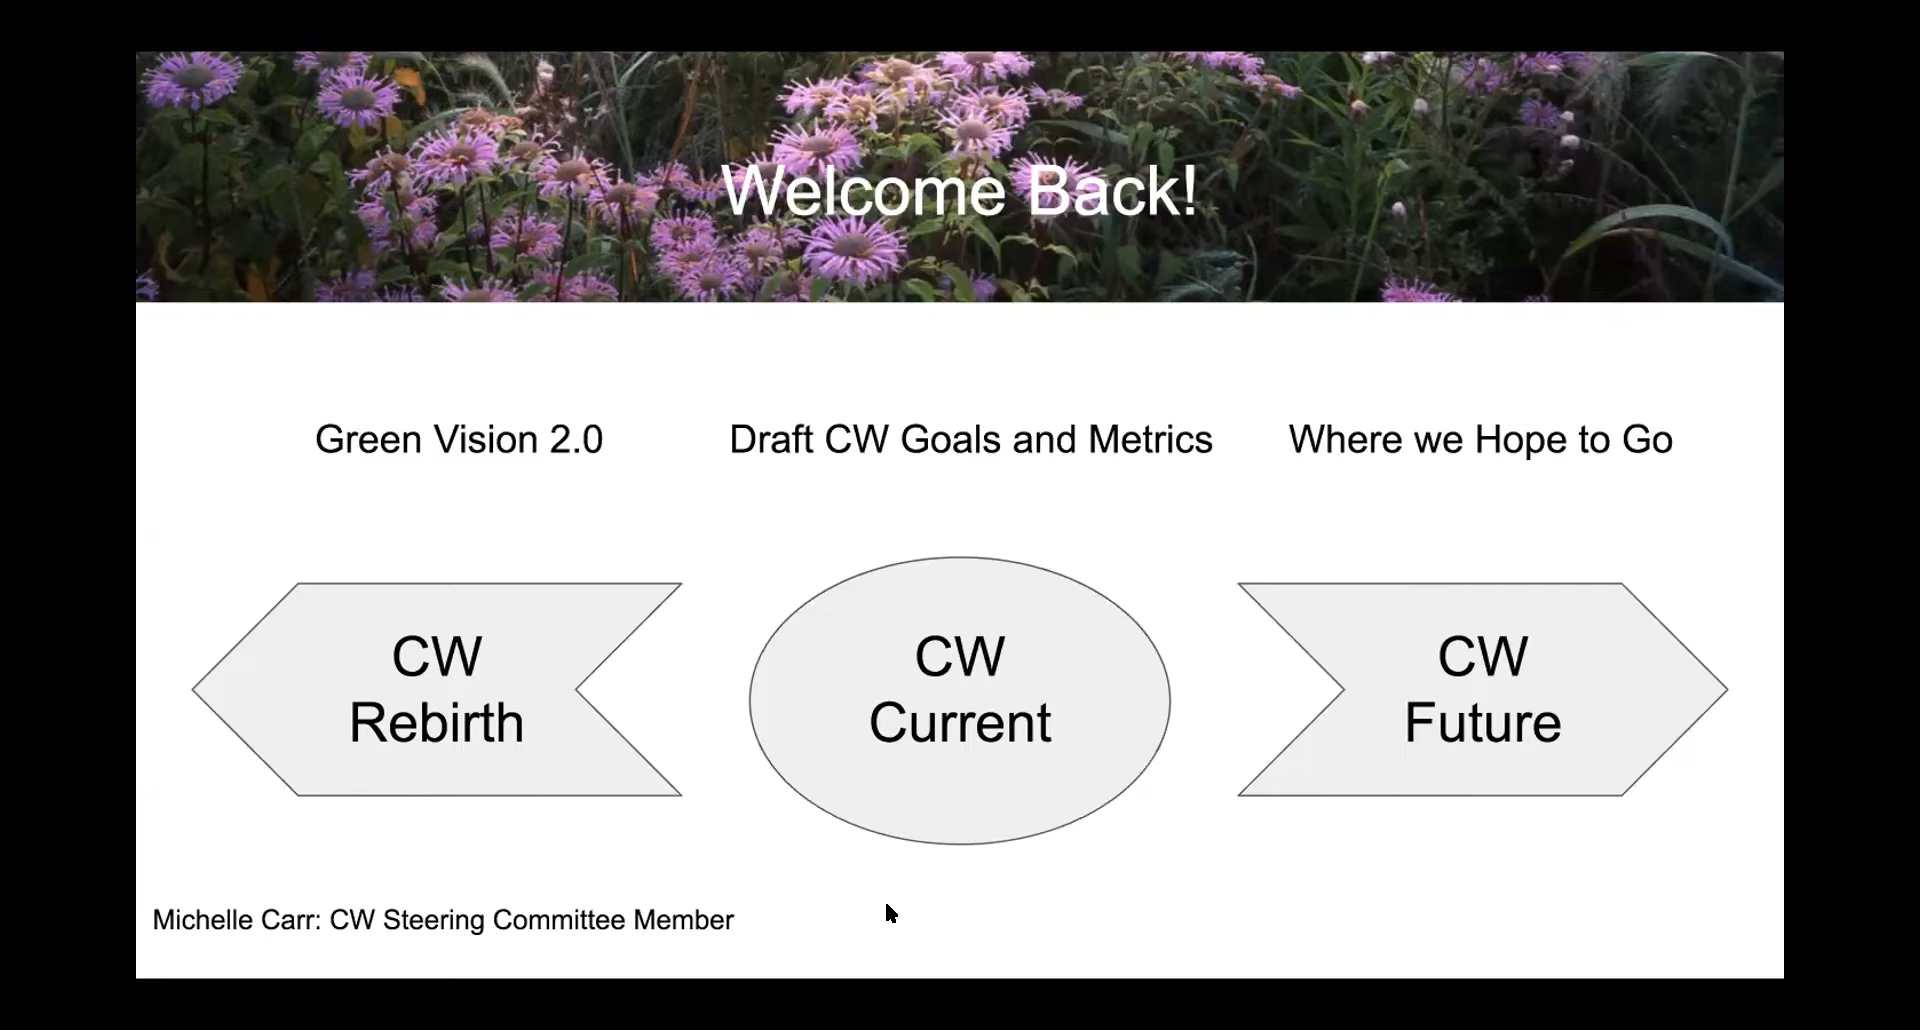 Welcome Back!
Green Vision 2.0
Draft CW Goals and Metrics
Where we Hope to Go
CW
Rebirth
CW
Current
CW
Future
Michelle Carr: CW Steering Committee Member